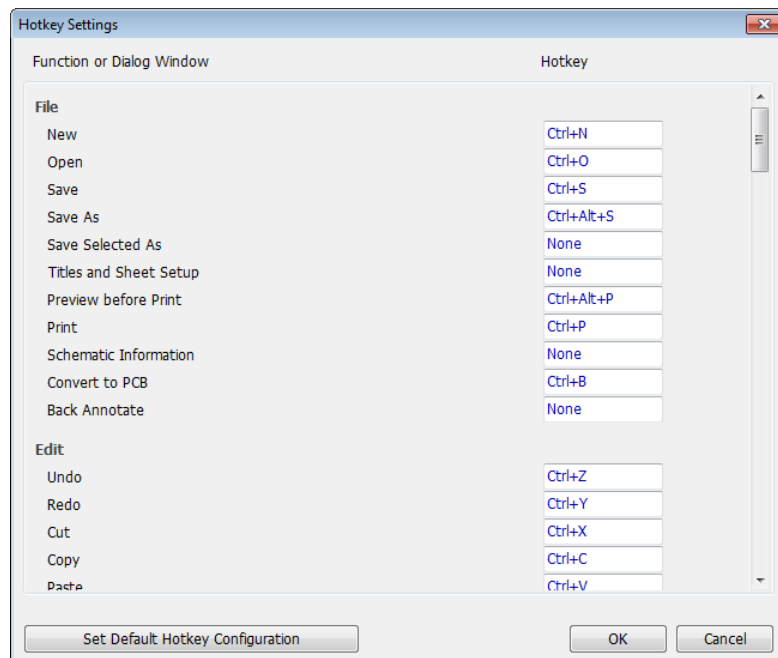 Hotkey Settings
Function or Dialog Window Hotkey
File
New Ctrl+N
Open Ctrl+O
Save Ctrl+S
Save As Ctrl+Alt+S
Save Selected As None
Titles and Sheet Setup None
Preview before Print Ctrl+Alt+P
Print Ctrl+P
Schematic Information None
Convert to PCB Ctrl+B
Back Annotate None
Edit
Undo Ctrl+Z
Redo Ctrl+Y
Cut Ctrl+X
Copy Ctrl+C
Paste Ctrl+V
Set Default Hotkey Configuration OK Cancel